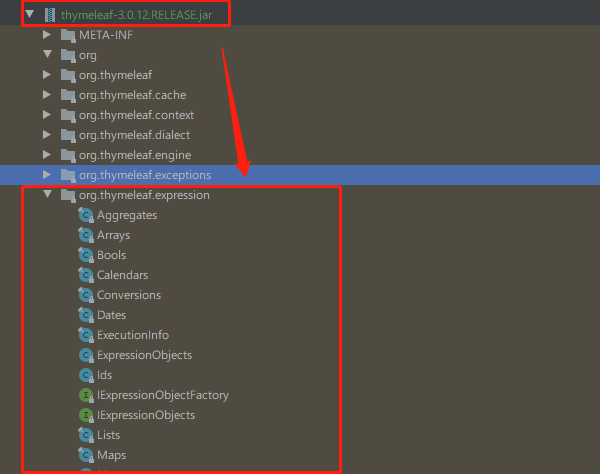 thymeleaf-3.0.12.RELEASE.jar
META-INF
org
org.thymeleaf
org.thymeleaf.cache
org.thymeleaf.context
org.thymeleaf.dialect
org.thymeleaf.engine
org.thymeleaf.exceptions
org.thymeleaf.expression
Aggregates
Arrays
Bools
Calendars
Conversions
Dates
ExecutionInfo
ExpressionObjects
Ids
IExpressionObjectFactory
IExpressionObjects
Lists
Maps